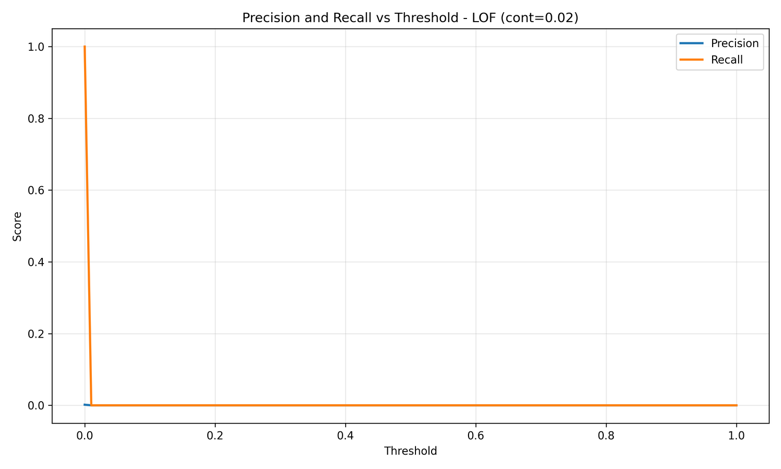 Precision and Recall vs Threshold - LOF (cont=0.02)
Precision
Recall
1.0
0.8
0.6
0.4
0.2
0.0
Score
0.0 0.2 0.4 0.6 0.8 1.0
Threshold